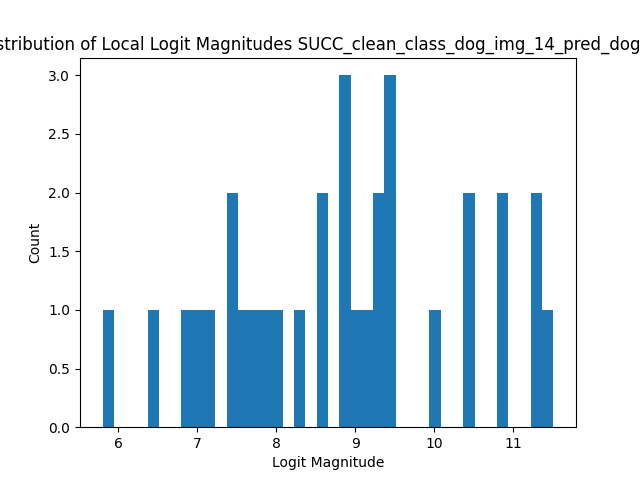 stribution of Local Logit Magnitudes SUCC_clean_class_dog_img_14_pred_dog
3.0
2.5
2.0
1.5
1.0
0.5
0.0
Count
6 7 8 9 10 11
Logit Magnitude